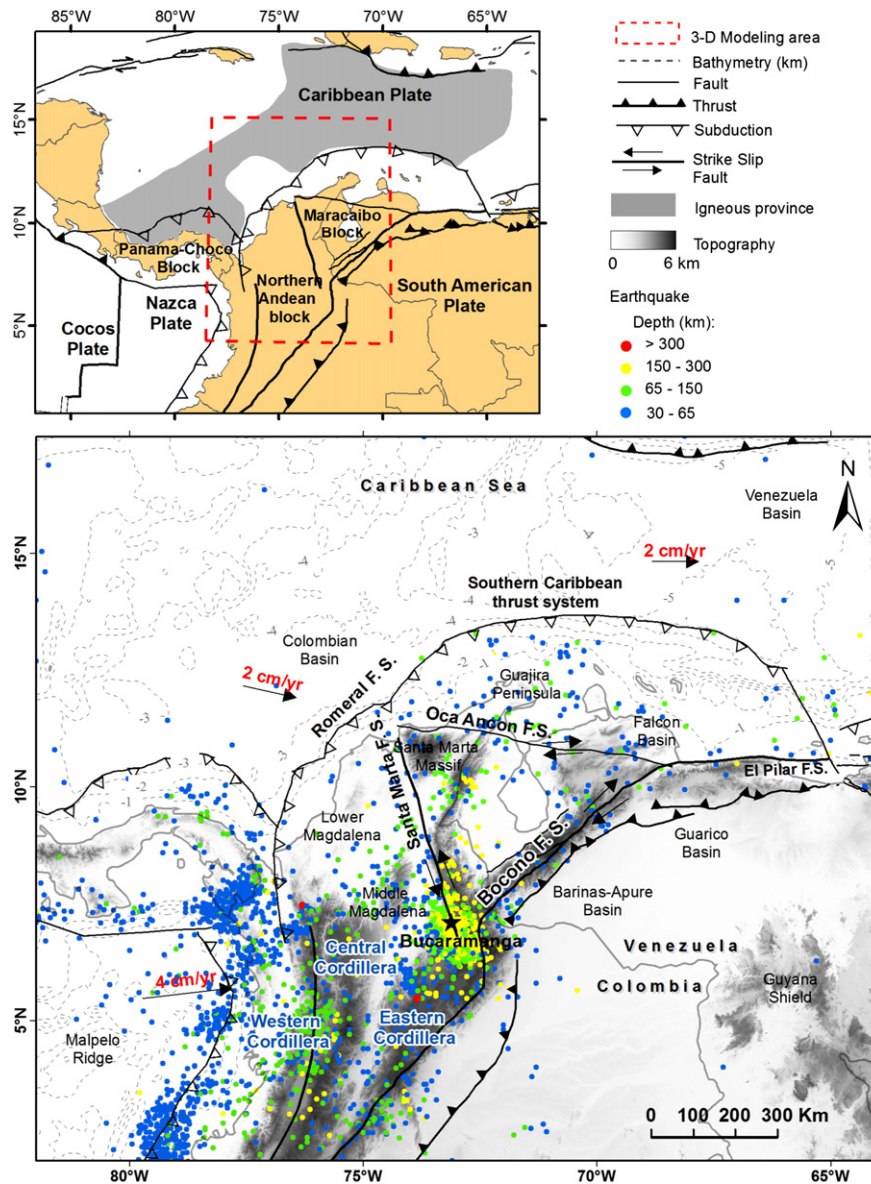 85°W
75°W
70°W
65°W
15°N
10°N
5°N
Caribbean Plate
Maracaibo
Block
Panama-Choco
Block
Northern
Andean
block
South American
Plate
Nazca
Plate
Cocos
Plate
85°W
80°W
75°W
70°W
65°W
3-D Modeling area
Bathymetry (km)
Fault
Thrust
Subduction
Strike Slip
Fault
Igneous province
Topography
0 6 km
Earthquake
Depth (km):
> 300
150 - 300
65 - 150
30 - 65
N
Caribbean Sea
Venezuela
Basin
15°N
2 cm/yr
Southern Caribbean
thrust system
Colombian
Basin
2 cm/yr
Romeral F. S.
Guajira
Peninsula
Oca Ancon F.S.
Falcon
Basin
Santa Marta
Massif
Santa Marta F.S
El Pilar F.S.
10°N
Lower
Magdalena
Bocono F. S.
Guarico
Basin
Middle
Magdalena
Barinas-Apure
Basin
Bucaramanga
Central
Cordillera
Venezuela
Colombia
Guyana
Shield
4 cm/yr
5°N
Western
Cordillera
Eastern
Cordillera
Malpelo
Ridge
0 100 200 300 Km
80°W
75°W
70°W
65°W